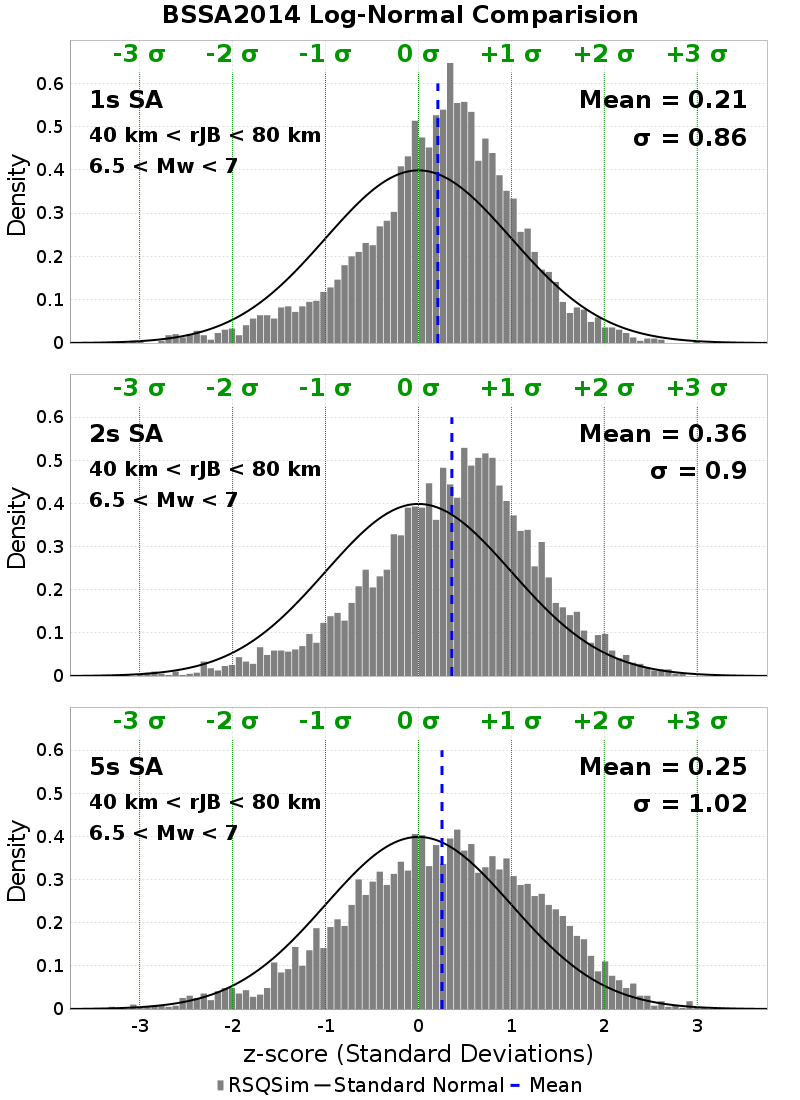 BSSA2014 Log-Normal Comparision
-3 σ -2 σ -1 σ 0 σ +1 σ +2 σ +3 σ
0.6
1s SA
Mean = 0.21
0.5
40 km < rJB < 80 km
σ = 0.86
0.4
6.5 < Mw < 7
Density
0.3
0.2
0.1
0
-3 σ -2 σ -1 σ 0 σ +1 σ +2 σ +3 σ
0.6
2s SA
Mean = 0.36
0.5
40 km < rJB < 80 km
σ = 0.9
0.4
6.5 < Mw < 7
Density
0.3
0.2
0.1
0
-3 σ -2 σ -1 σ 0 σ +1 σ +2 σ +3 σ
0.6
5s SA
Mean = 0.25
0.5
40 km < rJB < 80 km
σ = 1.02
0.4
6.5 < Mw < 7
Density
0.3
0.2
0.1
0
-3 -2 -1 0 1 2 3
z-score (Standard Deviations)
RSQSim Standard Normal Mean